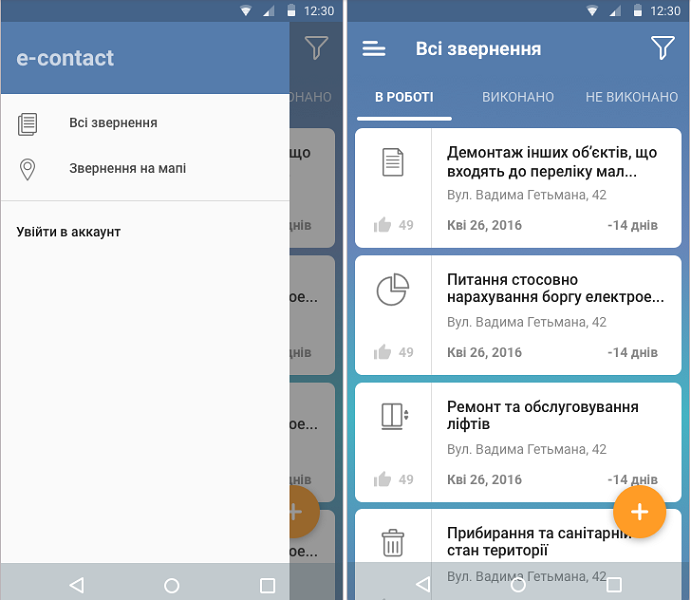 12:30
e-contact
Всі звернення
Звернення на мапі
Увійти в аккаунт
ОНАНО
що
днів
ое...
днів
ое...
днів
ое...
12:30
Всі звернення
В РОБОТІ
ВИКОНАНО
НЕ ВИКОНАНО
Демонтаж інших об’єктів, що
входять до переліку мал...
Вул. Вадима Гетьмана, 42
49
Кві 26, 2016
-14 днів
Питання стосовно
нарахування боргу електрое...
Вул. Вадима Гетьмана, 42
49
Кві 26, 2016
-14 днів
Ремонт та обслуговування
ліфтів
Вул. Вадима Гетьмана, 42
49
Кві 26, 2016
-14 днів
Прибирання та санітарній
стан території
Вул. Вадима Гетьмана, 42